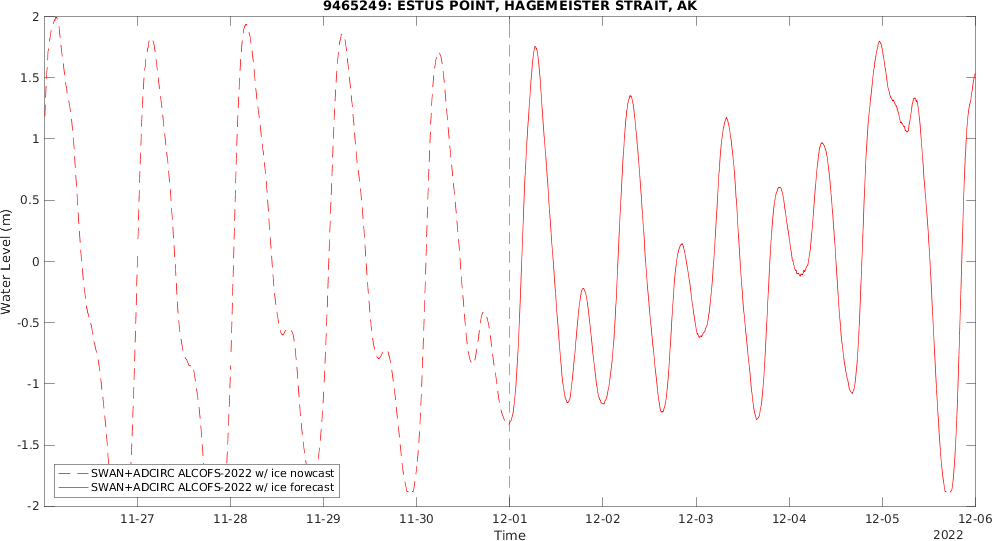 9465249: ESTUS POINT, HAGEMEISTER STRAIT, AK
2
1.5
1
0.5
0
-0.5
-1
-1.5
-2
Water Level (m)
SWAN+ADCIRC ALCOFS-2022 w/ ice nowcast
SWAN+ADCIRC ALCOFS-2022 w/ ice forecast
11-27 11-28 11-29 11-30 12-01 12-02 12-03 12-04 12-05 12-06
Time
2022